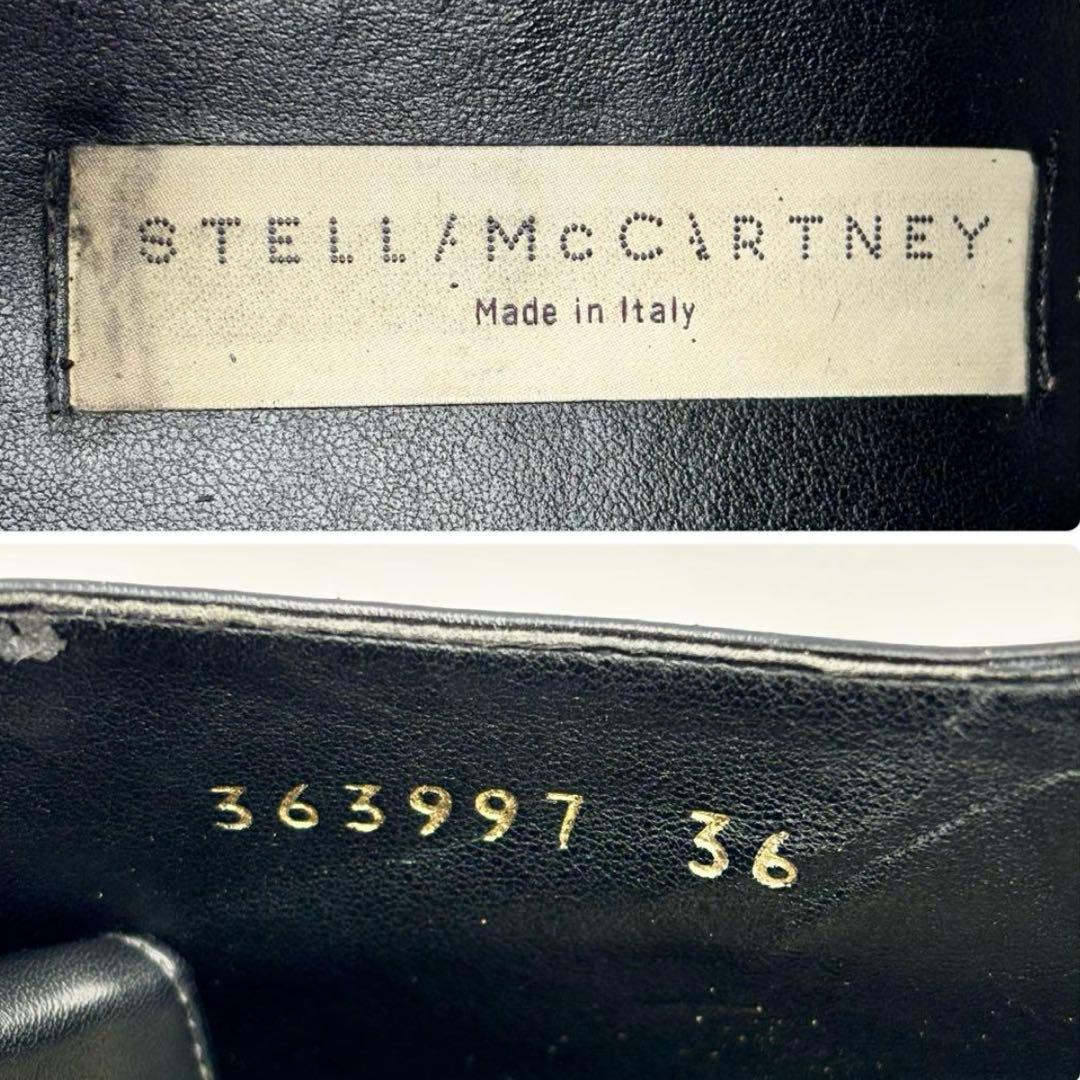 STELLA McCARTNEY
Made in Italy
363997 36